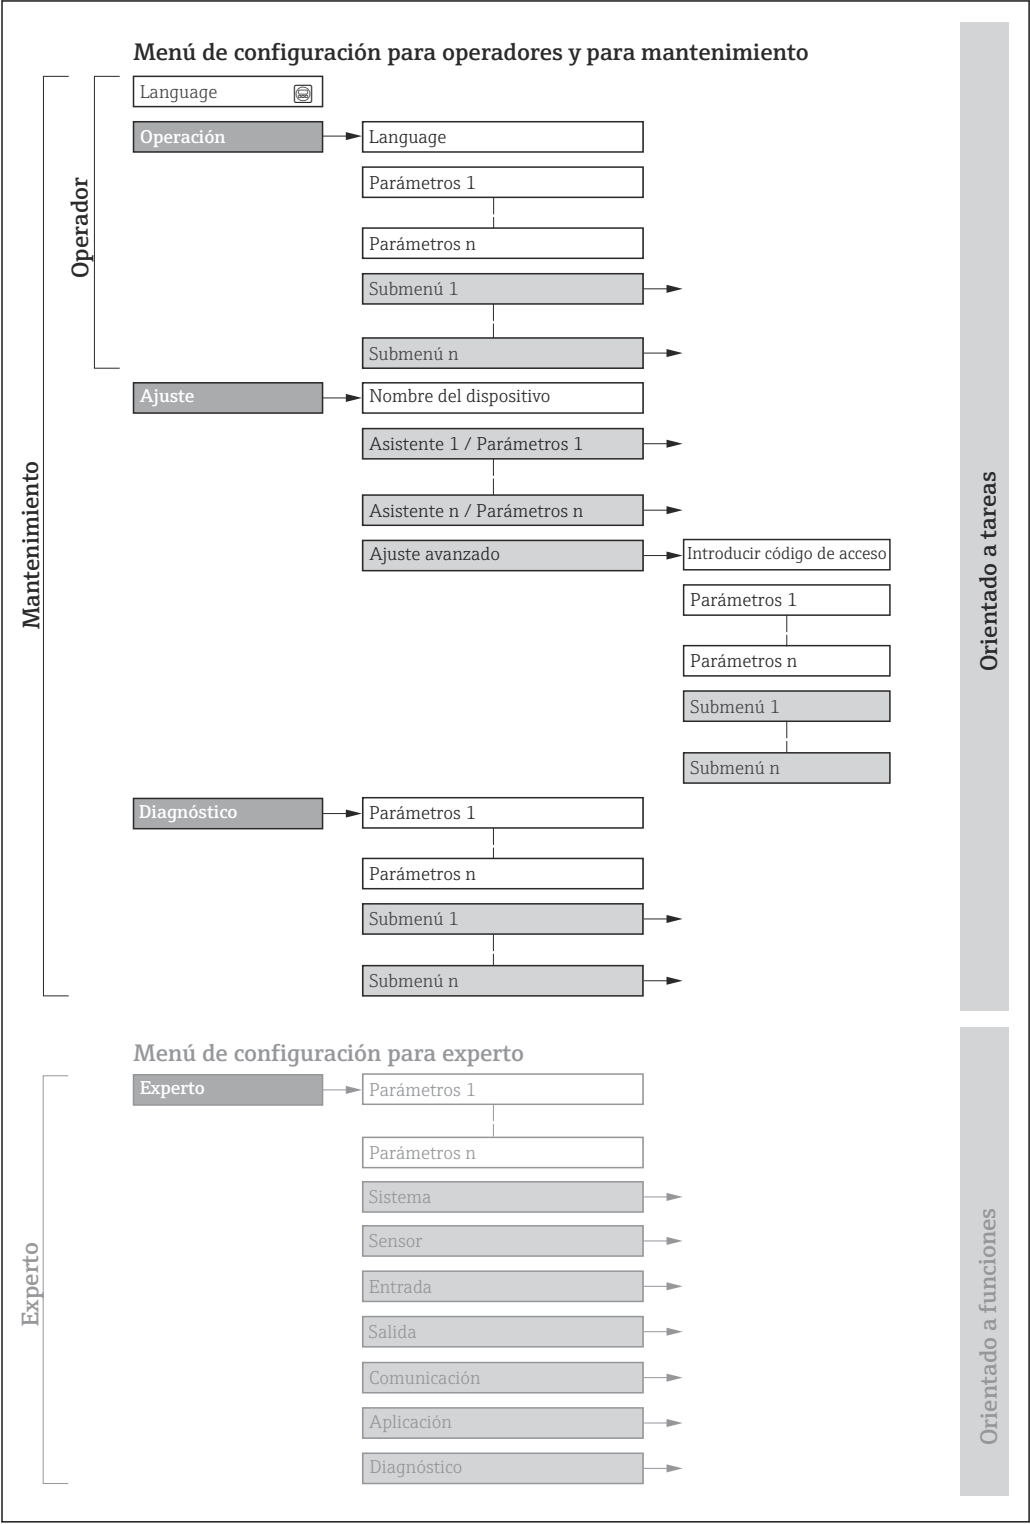 Menú de configuración para operadores y para mantenimiento
Mantenimiento
Operador
Language
Operación
Language
Parámetros 1
Parámetros n
Submenú 1
Submenú n
Ajuste
Nombre del dispositivo
Asistente 1 / Parámetros 1
Asistente n / Parámetros n
Ajuste avanzado
Introducir código de acceso
Parámetros 1
Parámetros n
Submenú 1
Submenú n
Diagnóstico
Parámetros 1
Parámetros n
Submenú 1
Submenú n
Orientado a tareas
Menú de configuración para experto
Experto
Experto
Parámetros 1
Parámetros n
Sistema
Sensor
Entrada
Salida
Comunicación
Aplicación
Diagnóstico
Orientado a funciones